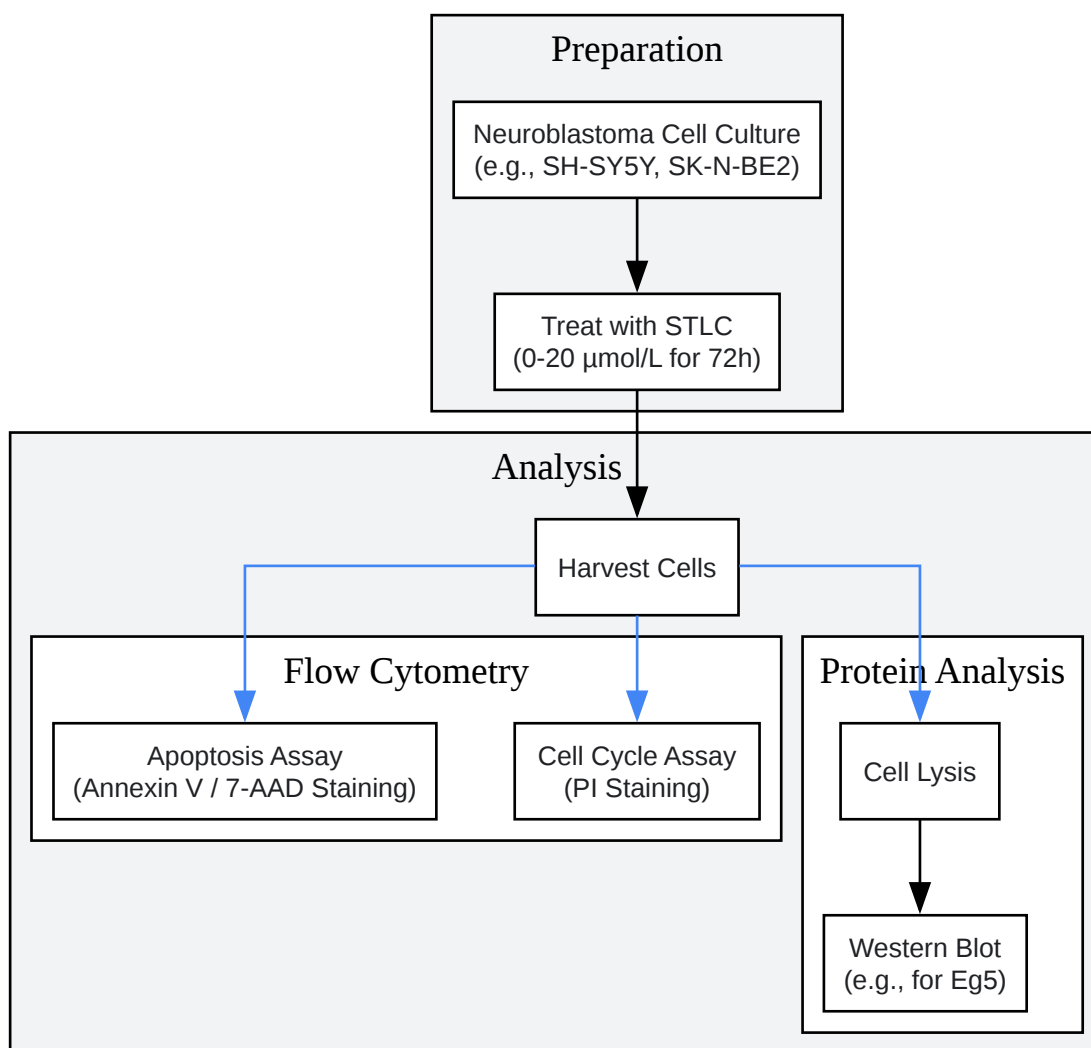 Preparation
Neuroblastoma Cell Culture
(e.g., SH-SY5Y, SK-N-BE2)
Treat with STLC
(0-20 µmol/L for 72h)
Analysis
Harvest Cells
Flow Cytometry
Apoptosis Assay
(Annexin V / 7-AAD Staining)
Cell Cycle Assay
(PI Staining)
Protein Analysis
Cell Lysis
Western Blot
(e.g., for Eg5)